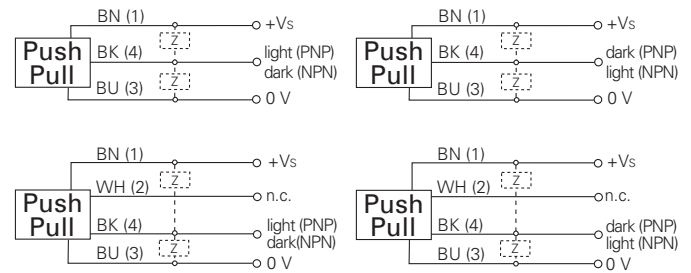 BN (1)
+Vs
Z
Push
Pull
BK (4)
light (PNP)
dark (NPN)
Z
BU (3)
0 V
BN (1)
+Vs
Z
Push
Pull
BK (4)
dark (PNP)
light (NPN)
Z
BU (3)
0 V
BN (1)
+Vs
Z
WH (2)
n.c.
Push
Pull
BK (4)
light (PNP)
dark(NPN)
Z
BU (3)
0 V
BN (1)
+Vs
Z
WH (2)
n.c.
Push
Pull
BK (4)
dark (PNP)
light (NPN)
Z
BU (3)
0 V